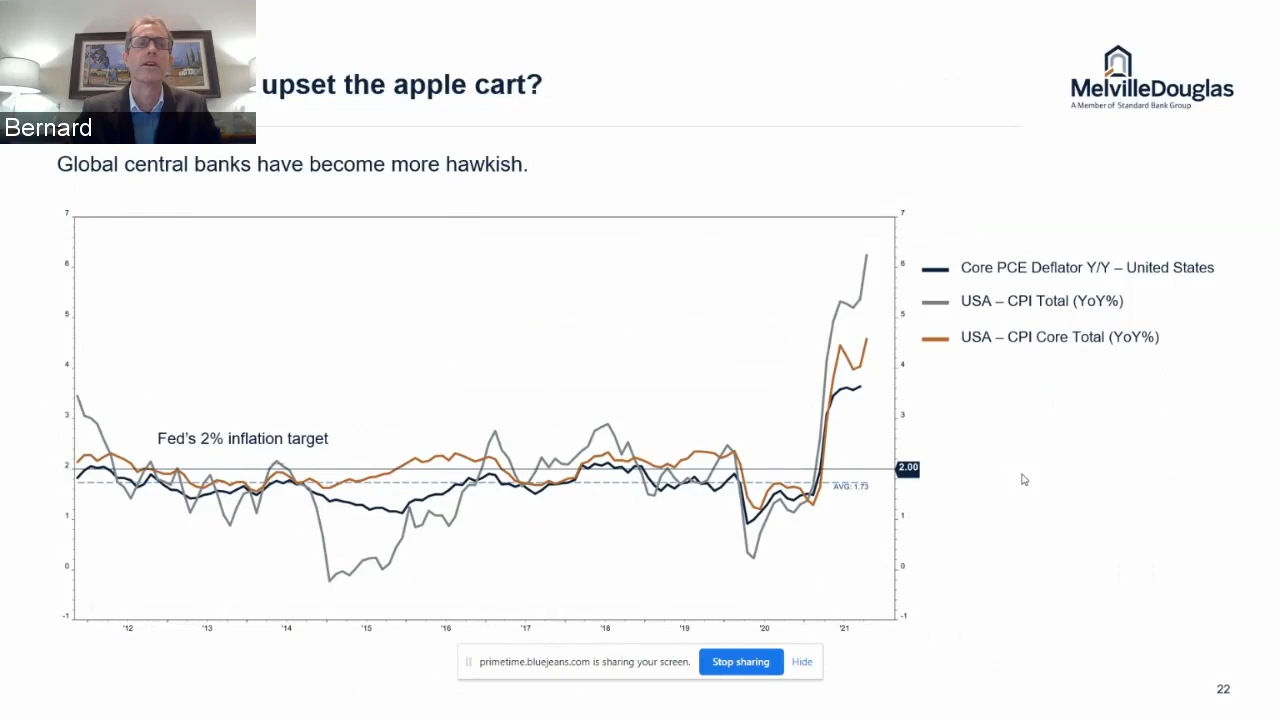 upset the apple cart?
MelvilleDouglas
A Member of Standard Bank Group
Bernard
Global central banks have become more hawkish.
7
6
5
4
3
2
1
0
-1
7
6
5
4
3
2.00
1
0
-1
Fed's 2% inflation target
AVG: 1.73
'12 '13 '14 '15 '16 '17 '18 '19 '20 '21
Core PCE Deflator Y/Y – United States
USA – CPI Total (YoY%)
USA – CPI Core Total (YoY%)
primetime.bluejeans.com is sharing your screen. Stop sharing Hide
22